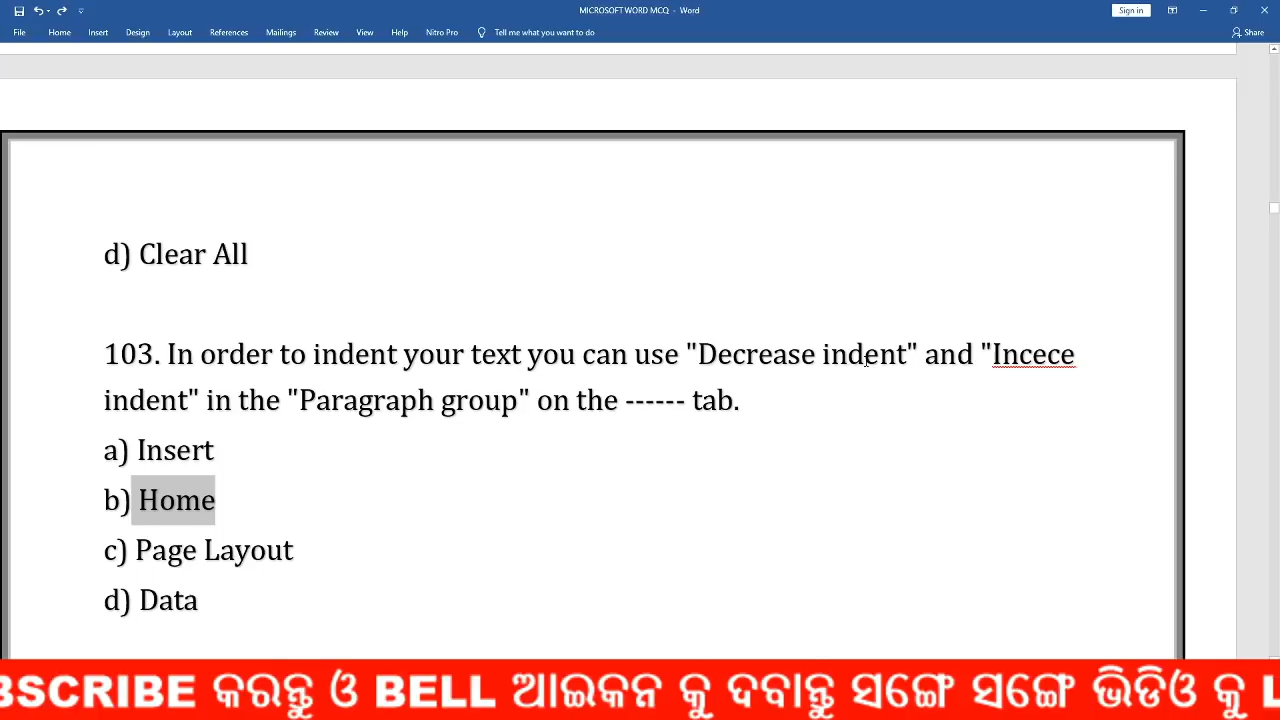 MICROSOFT WORD MCQ - Word
Sign in
File Home Insert Design Layout References Mailings Review View Help Nitro Pro Tell me what you want to do Share
d) Clear All
103. In order to indent your text you can use "Decrease indent" and "Incece
indent" in the "Paragraph group" on the ------ tab.
a) Insert
b) Home
c) Page Layout
d) Data
BSCRIBE କରନ୍ତୁ ଓ BELL ଆଇକନ କୁ ଦବାନ୍ତୁ ସଙ୍ଗେ ସଙ୍ଗେ ଭିଡିଓ କୁ L